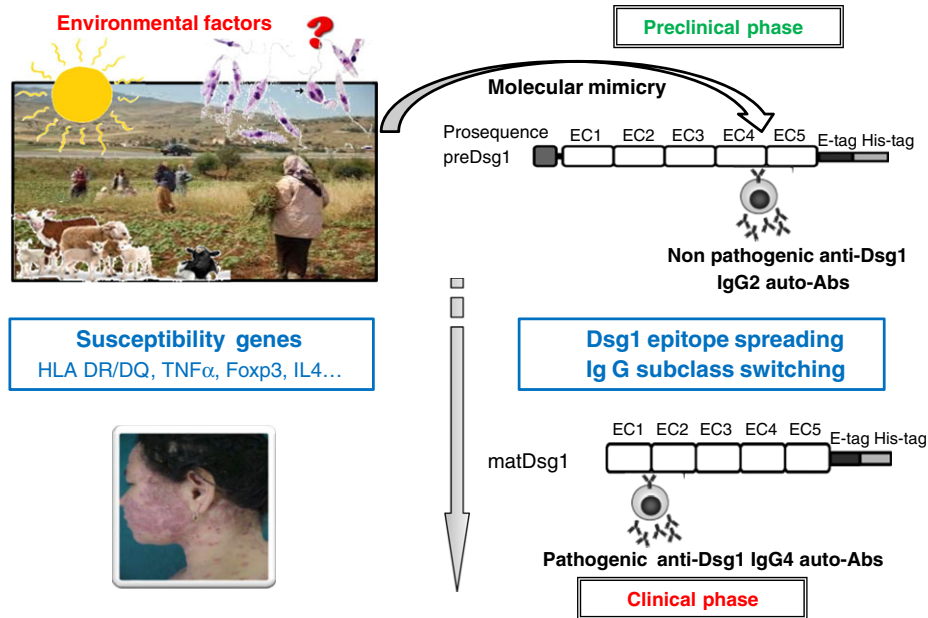 Environmental factors
?
Preclinical phase
Molecular mimicry
Prosequence
preDsg1
EC1 EC2 EC3 EC4 EC5
E-tag His-tag
Non pathogenic anti-Dsg1
IgG2 auto-Abs
Susceptibility genes
HLA DR/DQ, TNFα, Foxp3, IL4…
Dsg1 epitope spreading
Ig G subclass switching
EC1 EC2 EC3 EC4 EC5
E-tag His-tag
matDsg1
Pathogenic anti-Dsg1 IgG4 auto-Abs
Clinical phase